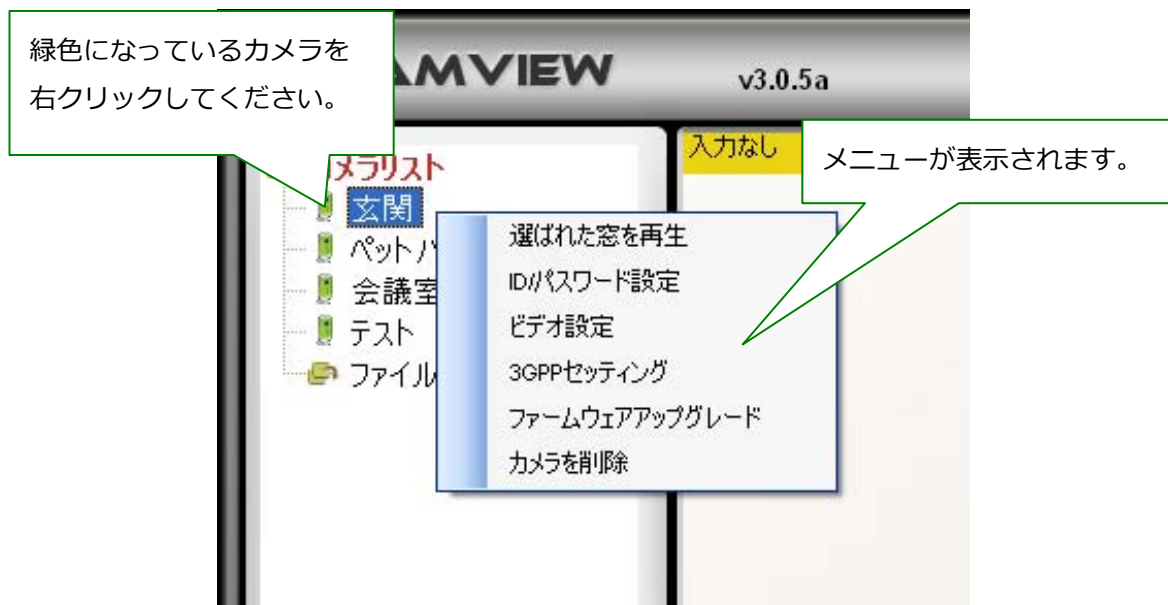 緑色になっているカメラを
右クリックしてください。
AMVIEW
v3.0.5a
メニューが表示されます。
メラリスト
入力なし
玄関
ペット
会議室
テスト
ファイル
選ばれた窓を再生
ID/パスワード設定
ビデオ設定
3GPPセッティング
ファームウェアアップグレード
カメラを削除